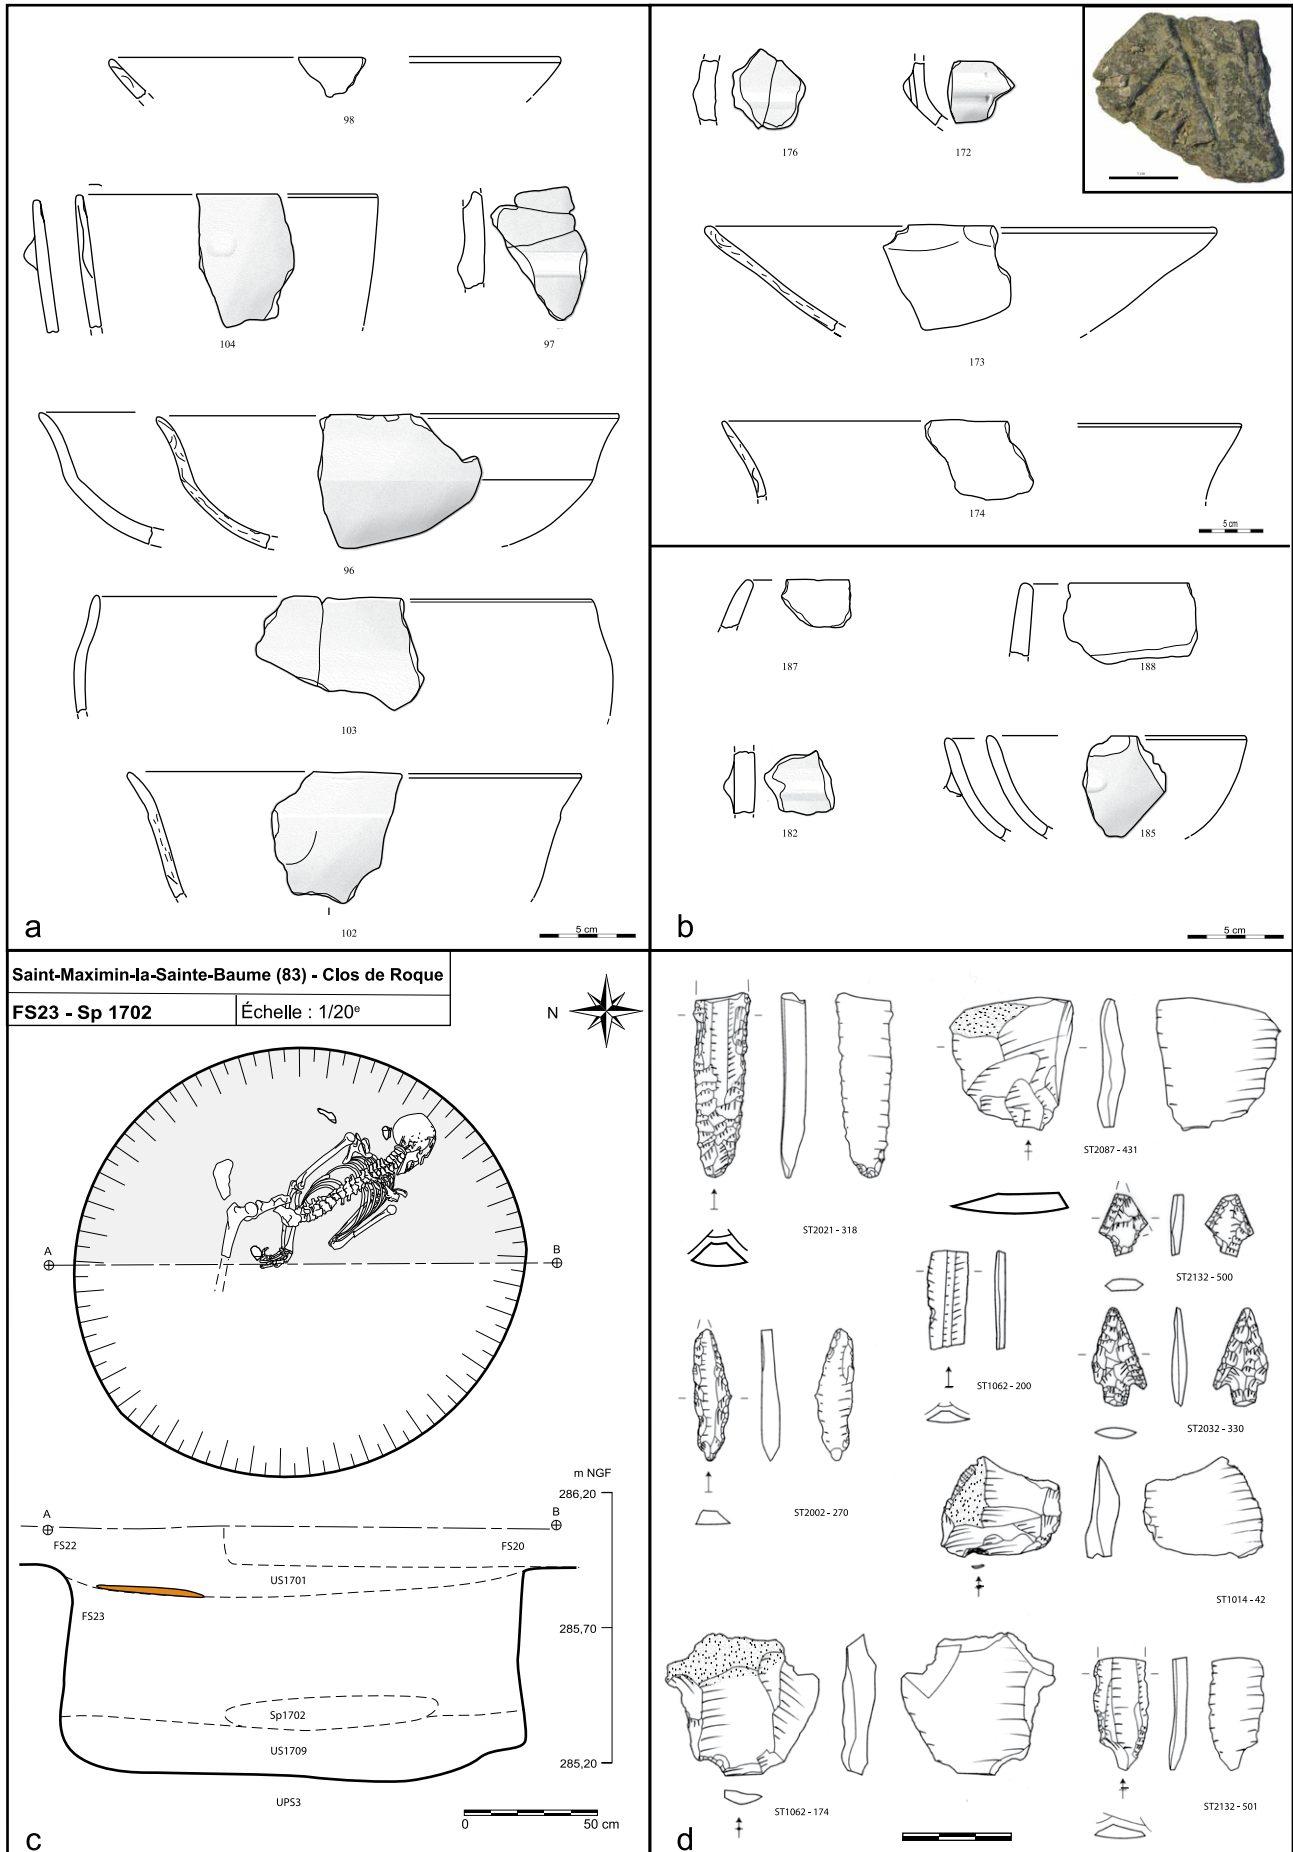 98
104
97
96
103
102
5 cm
a
176
172
1 cm
173
174
5 cm
187
188
182
185
5 cm
b
Saint-Maximin-la-Sainte-Baume (83) - Clos de Roque
FS23 - Sp 1702
Échelle : 1/20e
N
A
B
m NGF
286,20
A
B
FS22
FS20
US1701
FS23
285,70
Sp1702
US1709
285,20
UPS3
0
50 cm
c
ST2021 - 318
ST2087 - 431
ST2132 - 500
ST1062 - 200
ST2032 - 330
ST2002 - 270
ST1014 - 42
ST1062 - 174
ST2132 - 501
d